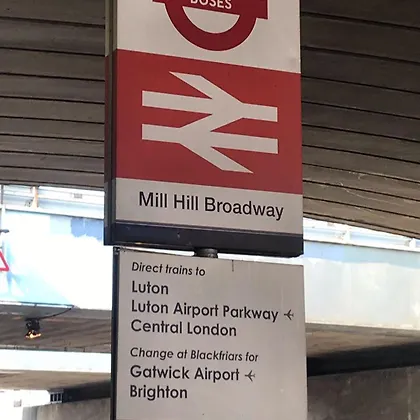 BUSES
Mill Hill Broadway
Direct trains to
Luton
Luton Airport Parkway
Central London
Change at Blackfriars for
Gatwick Airport
Brighton